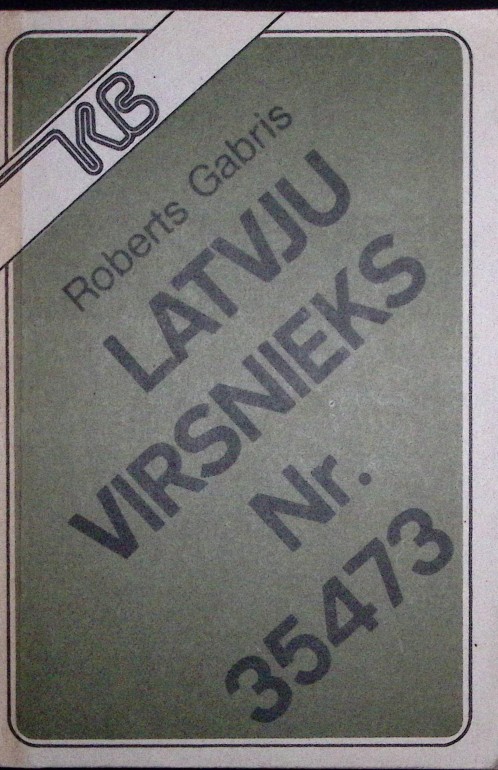 KB
Roberts Gabris
LATVJU
VIRSNIEKS
Nr.
35473